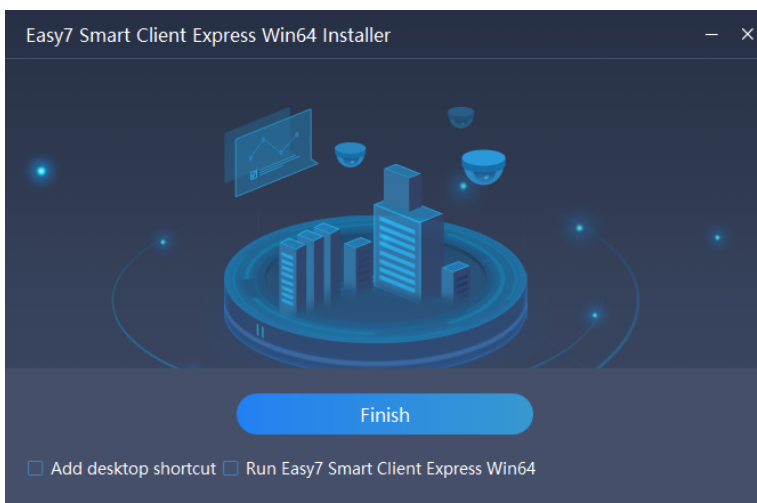 Easy7 Smart Client Express Win64 Installer
Finish
Add desktop shortcut Run Easy7 Smart Client Express Win64